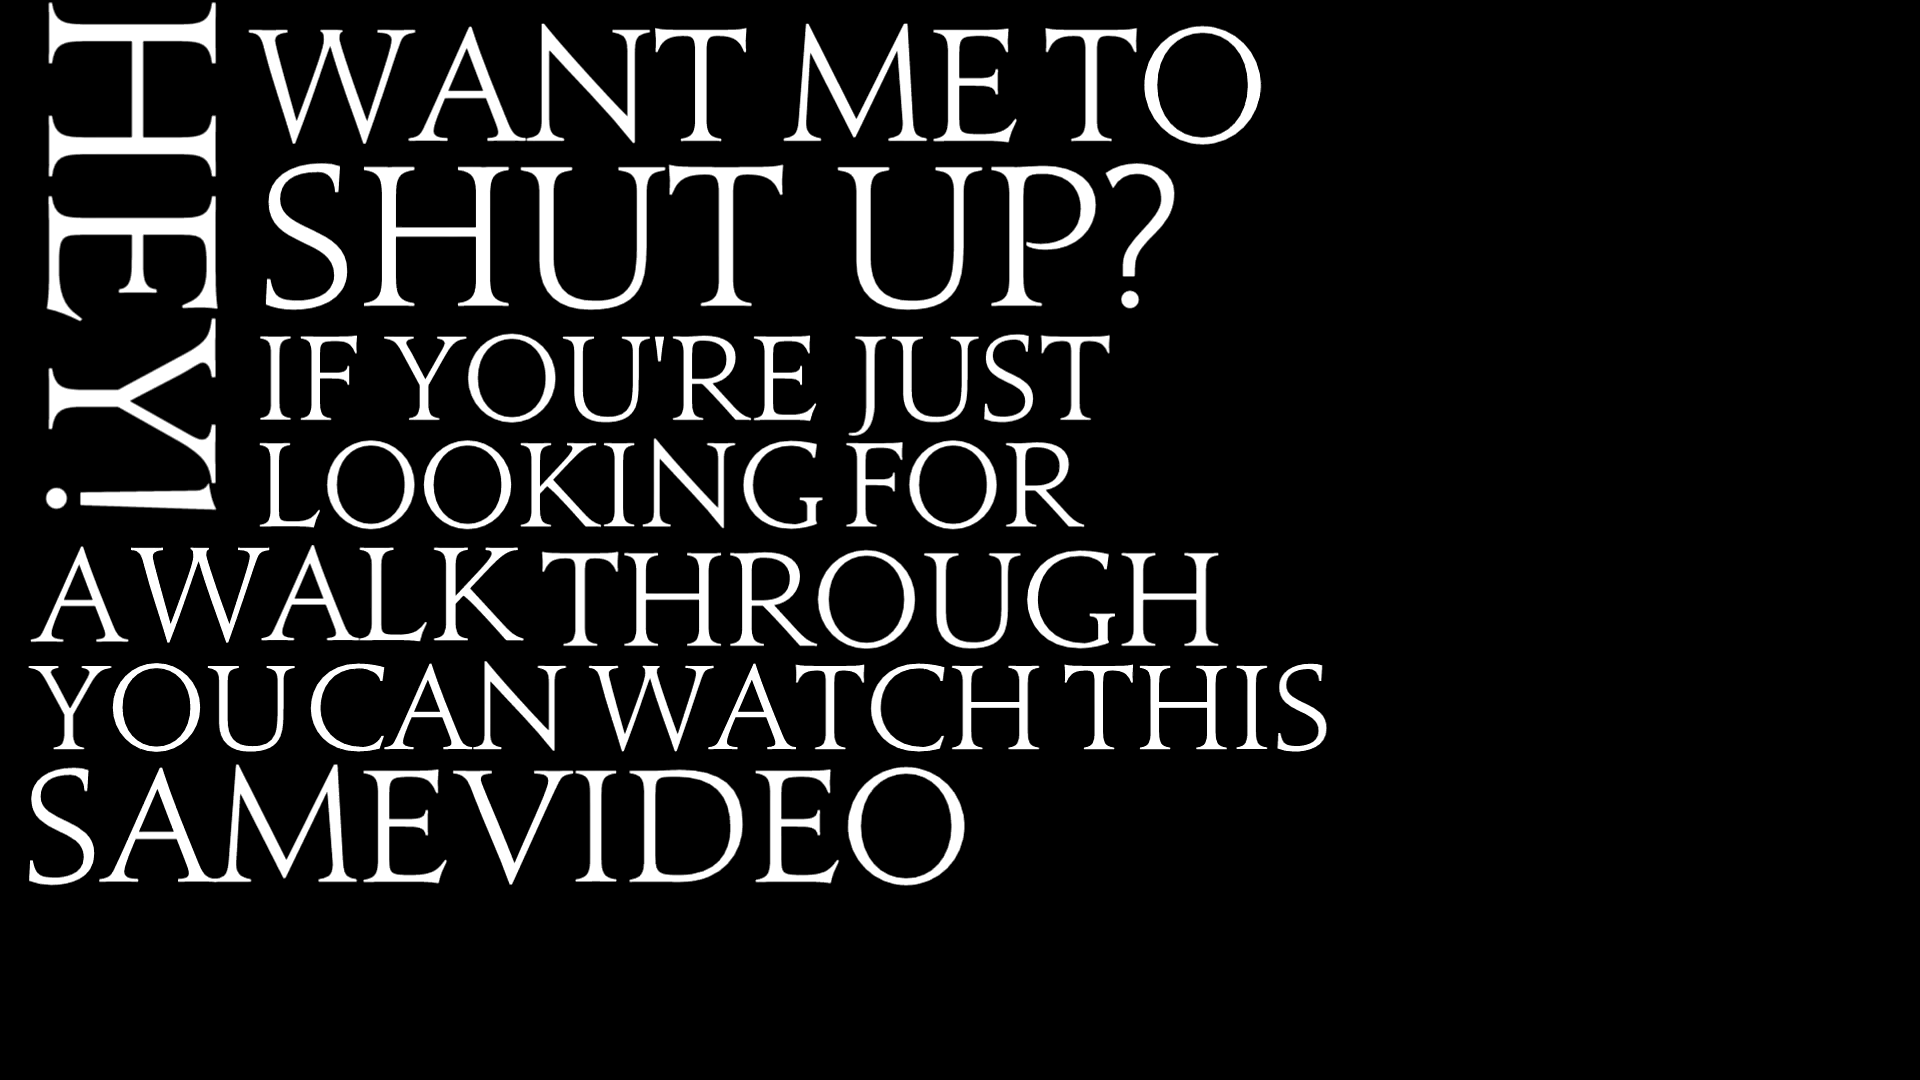 HEY!
WANT ME TO
SHUT UP?
IF YOU'RE JUST
LOOKING FOR
A WALK THROUGH
YOU CAN WATCH THIS
SAME VIDEO